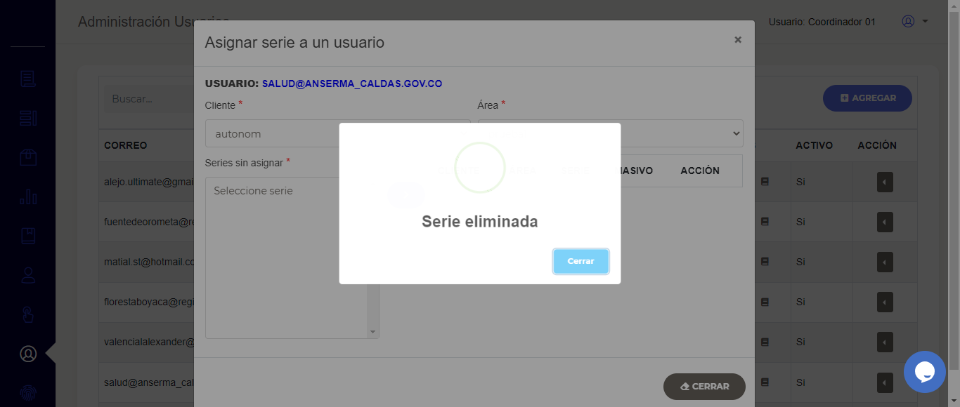 Administración Usuarios
Usuario: Coordinador 01
Asignar serie a un usuario
×
USUARIO: SALUD@ANSERMA_CALDAS.GOV.CO
Cliente *
Área *
Buscar...
AGREGAR
autonom
CORREO
ACTIVO
ACCIÓN
Series sin asignar *
MASIVO
ACCIÓN
Seleccione serie
alejo.ultimate@gmai
Si
fuentedeorometa@re
Si
Serie eliminada
matial.st@hotmail.co
Si
Cerrar
florestaboyaca@regi
Si
valencialalexander@
Si
salud@anserma_cal
Si
CERRAR